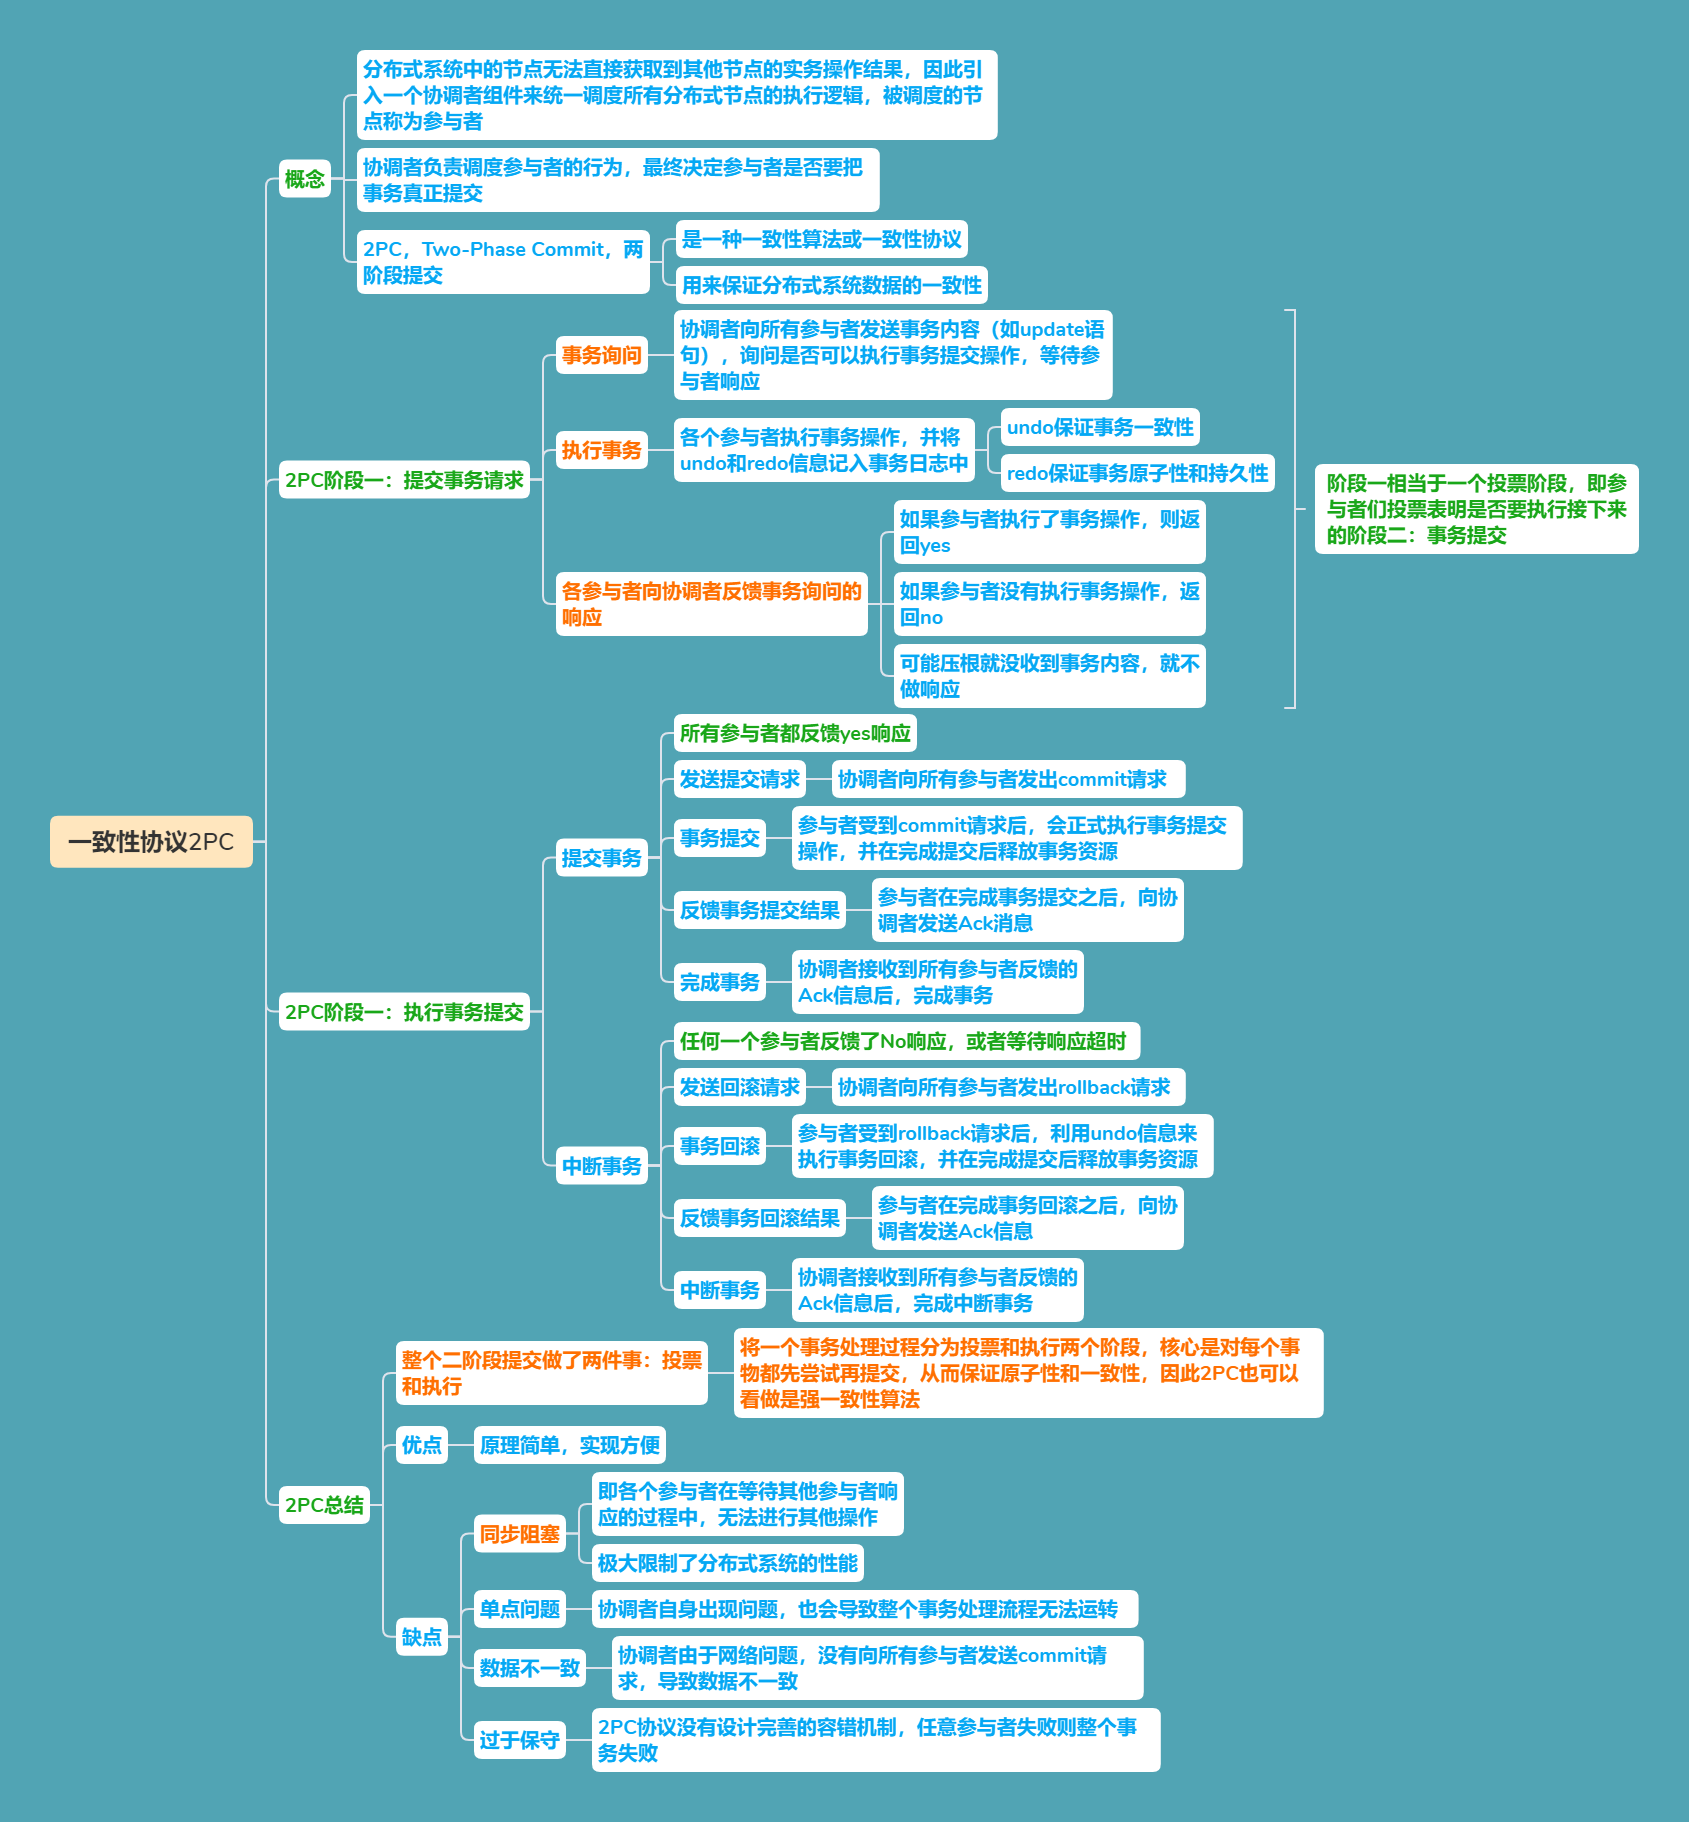 一致性协议2PC
概念
分布式系统中的节点无法直接获取到其他节点的实务操作结果，因此引
入一个协调者组件来统一调度所有分布式节点的执行逻辑，被调度的节
点称为参与者
协调者负责调度参与者的行为，最终决定参与者是否要把
事务真正提交
2PC，Two-Phase Commit，两
阶段提交
是一种一致性算法或一致性协议
用来保证分布式系统数据的一致性
2PC阶段一：提交事务请求
事务询问
协调者向所有参与者发送事务内容（如update语
句），询问是否可以执行事务提交操作，等待参
与者响应
执行事务
各个参与者执行事务操作，并将
undo和redo信息记入事务日志中
undo保证事务一致性
redo保证事务原子性和持久性
各参与者向协调者反馈事务询问的
响应
如果参与者执行了事务操作，则返
回yes
如果参与者没有执行事务操作，返
回no
可能压根就没收到事务内容，就不
做响应
阶段一相当于一个投票阶段，即参
与者们投票表明是否要执行接下来
的阶段二：事务提交
2PC阶段一：执行事务提交
提交事务
所有参与者都反馈yes响应
发送提交请求
协调者向所有参与者发出commit请求
事务提交
参与者受到commit请求后，会正式执行事务提交
操作，并在完成提交后释放事务资源
反馈事务提交结果
参与者在完成事务提交之后，向协
调者发送Ack消息
完成事务
协调者接收到所有参与者反馈的
Ack信息后，完成事务
中断事务
任何一个参与者反馈了No响应，或者等待响应超时
发送回滚请求
协调者向所有参与者发出rollback请求
事务回滚
参与者受到rollback请求后，利用undo信息来
执行事务回滚，并在完成提交后释放事务资源
反馈事务回滚结果
参与者在完成事务回滚之后，向协
调者发送Ack信息
中断事务
协调者接收到所有参与者反馈的
Ack信息后，完成中断事务
2PC总结
整个二阶段提交做了两件事：投票
和执行
将一个事务处理过程分为投票和执行两个阶段，核心是对每个事
物都先尝试再提交，从而保证原子性和一致性，因此2PC也可以
看做是强一致性算法
优点
原理简单，实现方便
缺点
同步阻塞
即各个参与者在等待其他参与者响
应的过程中，无法进行其他操作
极大限制了分布式系统的性能
单点问题
协调者自身出现问题，也会导致整个事务处理流程无法运转
数据不一致
协调者由于网络问题，没有向所有参与者发送commit请
求，导致数据不一致
过于保守
2PC协议没有设计完善的容错机制，任意参与者失败则整个事
务失败